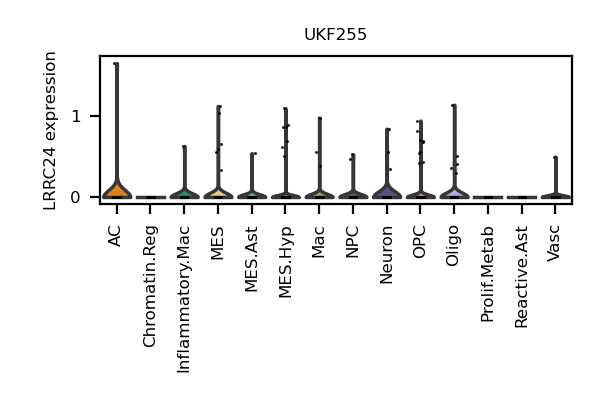 UKF255
LRRC24 expression
1
0
AC
Chromatin.Reg
Inflammatory.Mac
MES
MES.Ast
MES.Hyp
Mac
NPC
Neuron
OPC
Oligo
Prolif.Metab
Reactive.Ast
Vasc